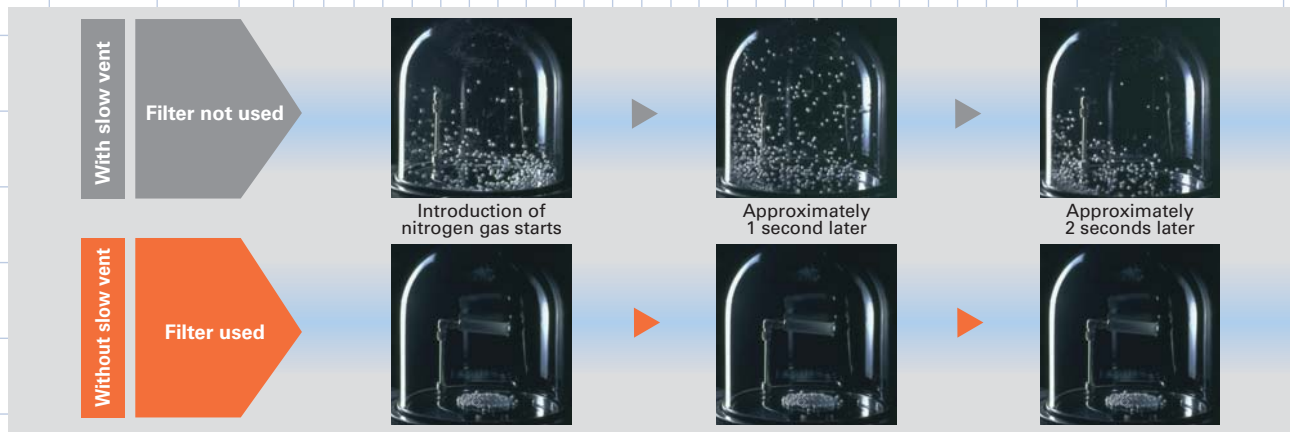 With slow vent
Filter not used
Introduction of
nitrogen gas starts
Approximately
1 second later
Approximately
2 seconds later
Without slow vent
Filter used